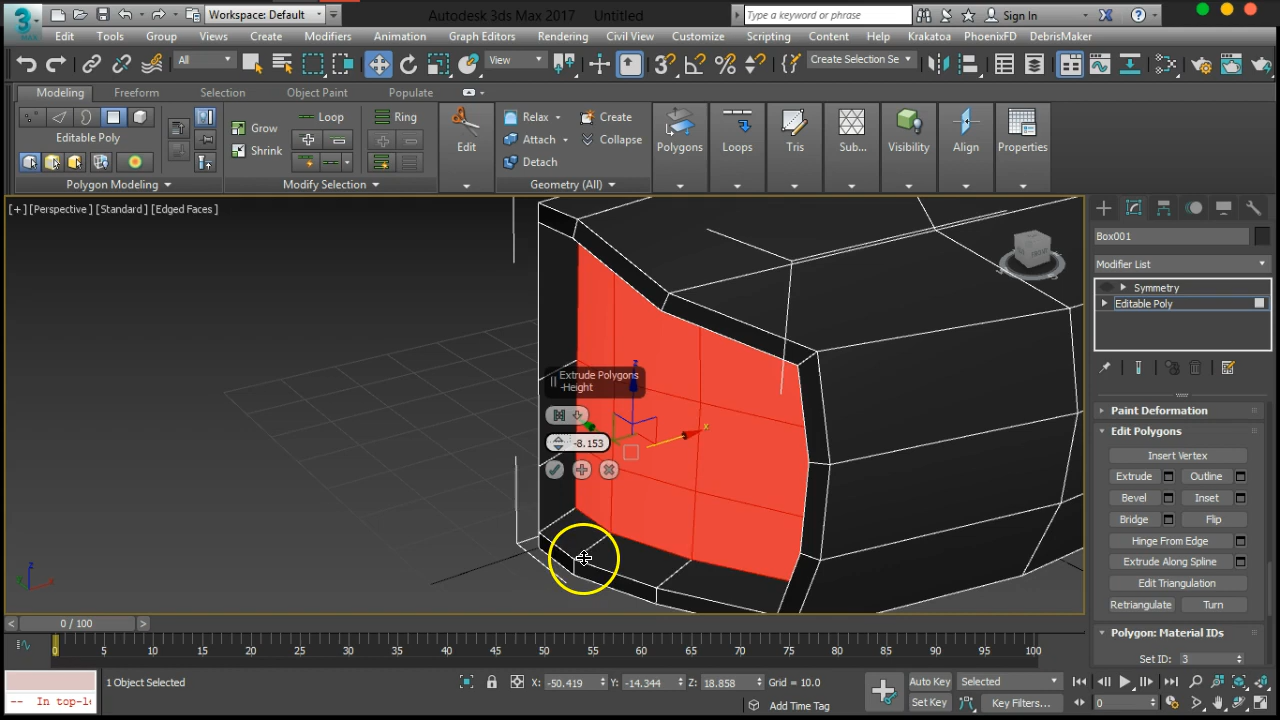 Workspace: Default
Autodesk 3ds Max 2017 Untitled
Type a keyword or phrase
Sign In
Edit Tools Group Views Create Modifiers Animation Graph Editors Rendering Civil View Customize Scripting Content Help Krakatoa PhoenixFD DebrisMaker
All
View
Create Selection Se
Modeling Freeform Selection Object Paint Populate
Loop Ring Relax Create
Grow
Editable Poly
Shrink
Attach Collapse
Edit Polygons Loops Tris Sub... Visibility Align Properties
Detach
Polygon Modeling Modify Selection Geometry (All)
[+] [Perspective] [Standard] [Edged Faces]
Box001
Modifier List
Symmetry
Editable Poly
Extrude Polygons
-Height
-8.153
Paint Deformation
Edit Polygons
Insert Vertex
Extrude Outline
Bevel Inset
Bridge Flip
Hinge From Edge
Extrude Along Spline
Edit Triangulation
Retriangulate Turn
Polygon: Material IDs
Set ID: 3
x
z
x
0 / 100
0 5 10 15 20 25 30 35 40 45 50 55 60 65 70 75 80 85 90 95 100
1 Object Selected
X: -50.419 Y: -14.344 Z: 18.858 Grid = 10.0
Auto Key Selected
-- In top-le
Add Time Tag
Set Key Key Filters... 0